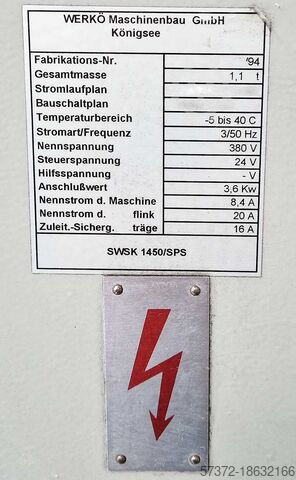 WERKÖ Maschinenbau GmbH
Königsee
Fabrikations-Nr. '94
Gesamtmasse 1,1 t
Stromlaufplan
Bauschaltplan
Temperaturbereich -5 bis 40 C
Stromart/Frequenz 3/50 Hz
Nennspannung 380 V
Steuerspannung 24 V
Hilfsspannung - V
Anschlußwert 3,6 Kw
Nennstrom d. Maschine 8,4 A
Nennstrom d. flink 20 A
Zuleit.-Sicherg. träge 16 A
SWSK 1450/SPS
57372-18632166